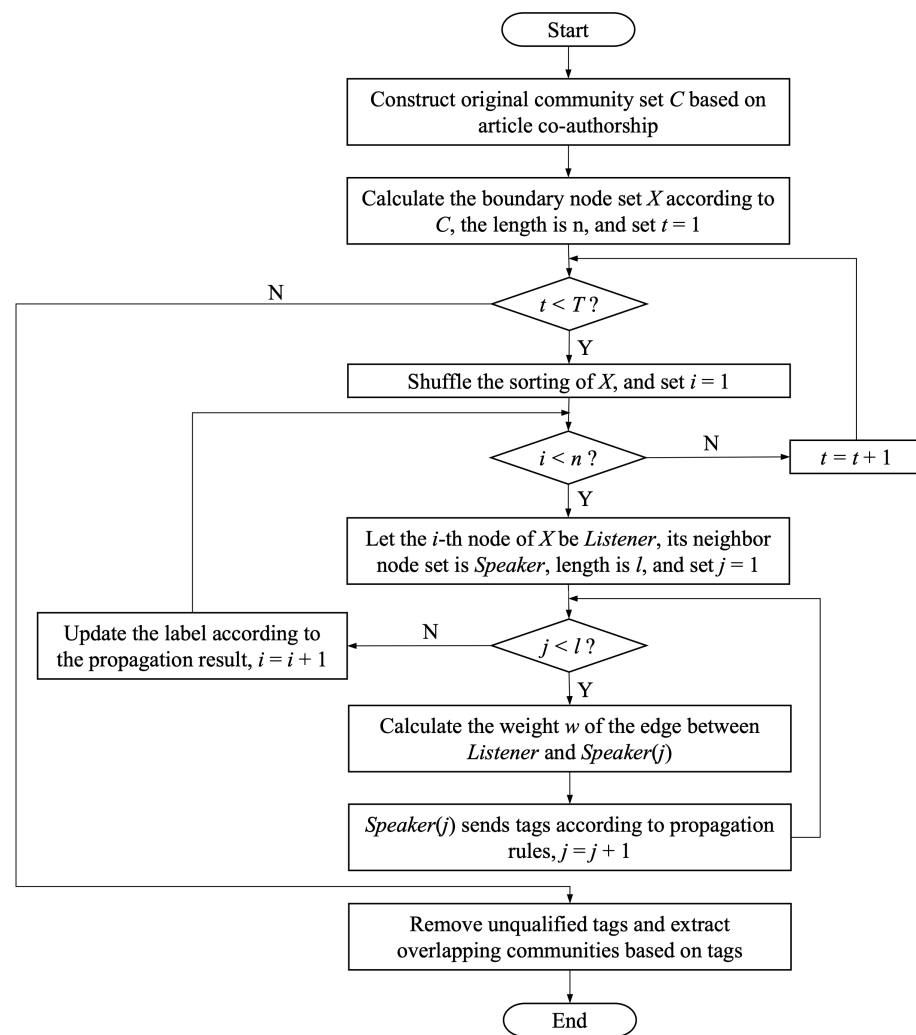 Start
Construct original community set C based on
article co-authorship
Calculate the boundary node set X according to
C, the length is n, and set t = 1
N
t < T ?
Y
Shuffle the sorting of X, and set i = 1
i < n ?
N
t = t + 1
Y
Let the i-th node of X be Listener, its neighbor
node set is Speaker, length is l, and set j = 1
Update the label according to
the propagation result, i = i + 1
N
j < l ?
Y
Calculate the weight w of the edge between
Listener and Speaker(j)
Speaker(j) sends tags according to propagation
rules, j = j + 1
Remove unqualified tags and extract
overlapping communities based on tags
End